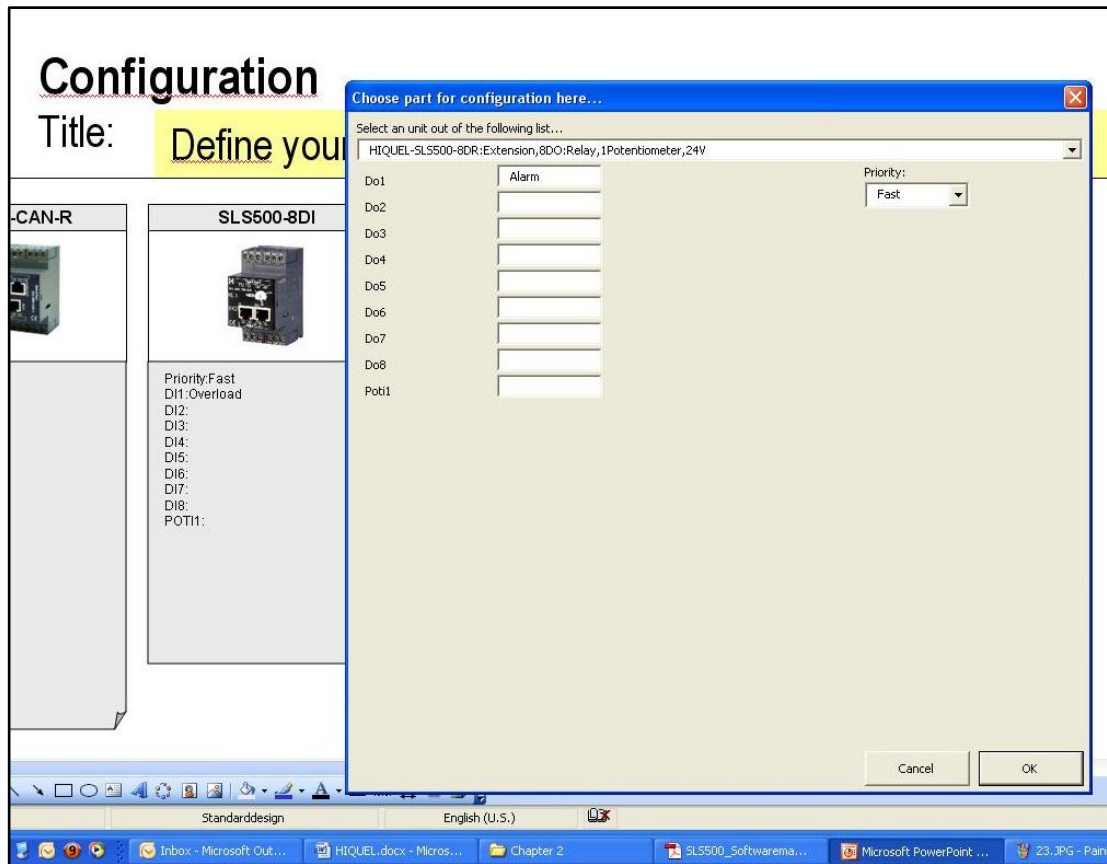 Configuration
Title:
Define your
-CAN-R
SLS500-8DI
Priority:Fast
DI1:Overload
DI2:
DI3:
DI4:
DI5:
DI6:
DI7:
DI8:
POTI1:
Choose part for configuration here...
Select an unit out of the following list...
HIQUEL-SLS500-8DR:Extension,8DO:Relay,1Potentiometer,24V
Do1 Alarm
Do2
Do3
Do4
Do5
Do6
Do7
Do8
Poti1
Priority:
Fast
Cancel OK
Standarddesign English (U.S.)
Inbox - Microsoft Out... HIQUEL.docx - Micros... Chapter 2 SLS500_Softwarema... Microsoft PowerPoint ... 23.JPG - Pain